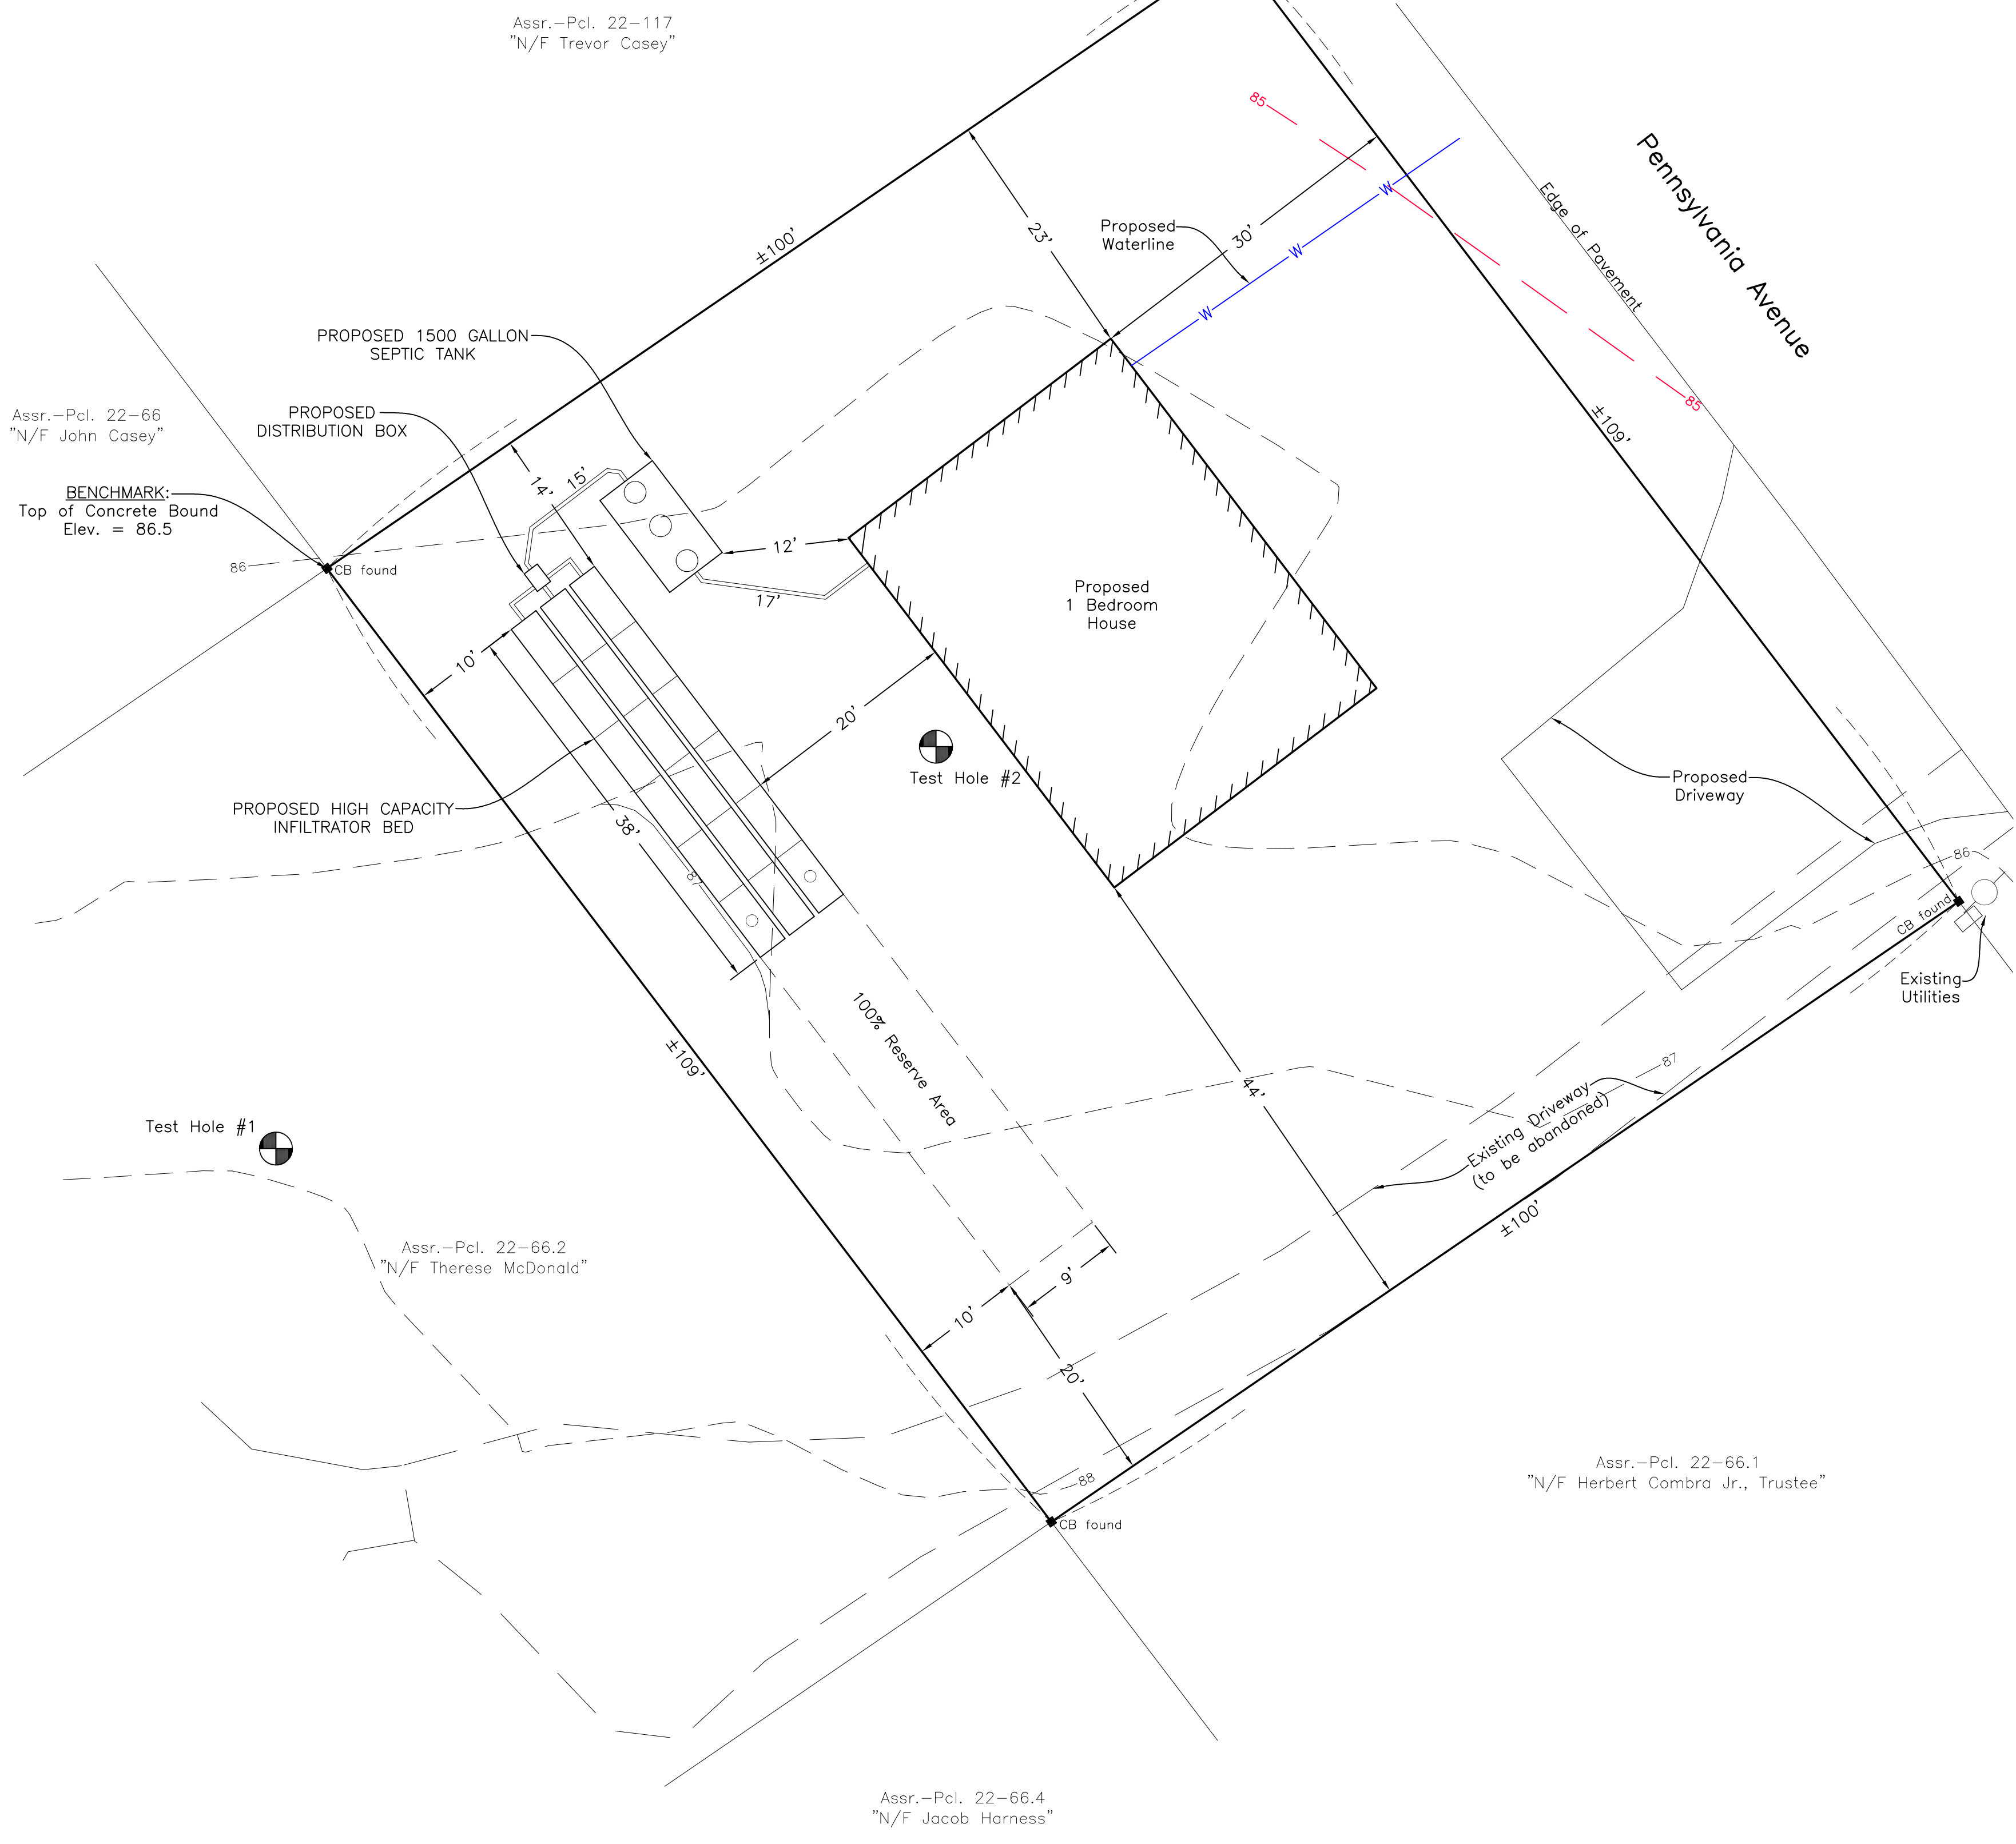 Assr.-Pcl. 22-117
"N/F Trevor Casey"
85
Pennsylvania Avenue
Edge of Pavement
W
23'
30'
Proposed
Waterline
W
±100'
W
PROPOSED 1500 GALLON
SEPTIC TANK
85
±109'
Assr.-Pcl. 22-66
"N/F John Casey"
PROPOSED
DISTRIBUTION BOX
BENCHMARK:
Top of Concrete Bound
Elev. = 86.5
14'
15'
12'
86
CB found
17'
Proposed
1 Bedroom
House
10'
20'
Test Hole #2
Proposed
Driveway
PROPOSED HIGH CAPACITY
INFILTRATOR BED
38'
86
CB found
Existing
Utilities
100% Reserve Area
±109'
87
44'
Existing Driveway
(to be abandoned)
Test Hole #1
±100'
Assr.-Pcl. 22-66.2
"N/F Therese McDonald"
9'
10'
20'
88
CB found
Assr.-Pcl. 22-66.1
"N/F Herbert Combra Jr., Trustee"
Assr.-Pcl. 22-66.4
"N/F Jacob Harness"